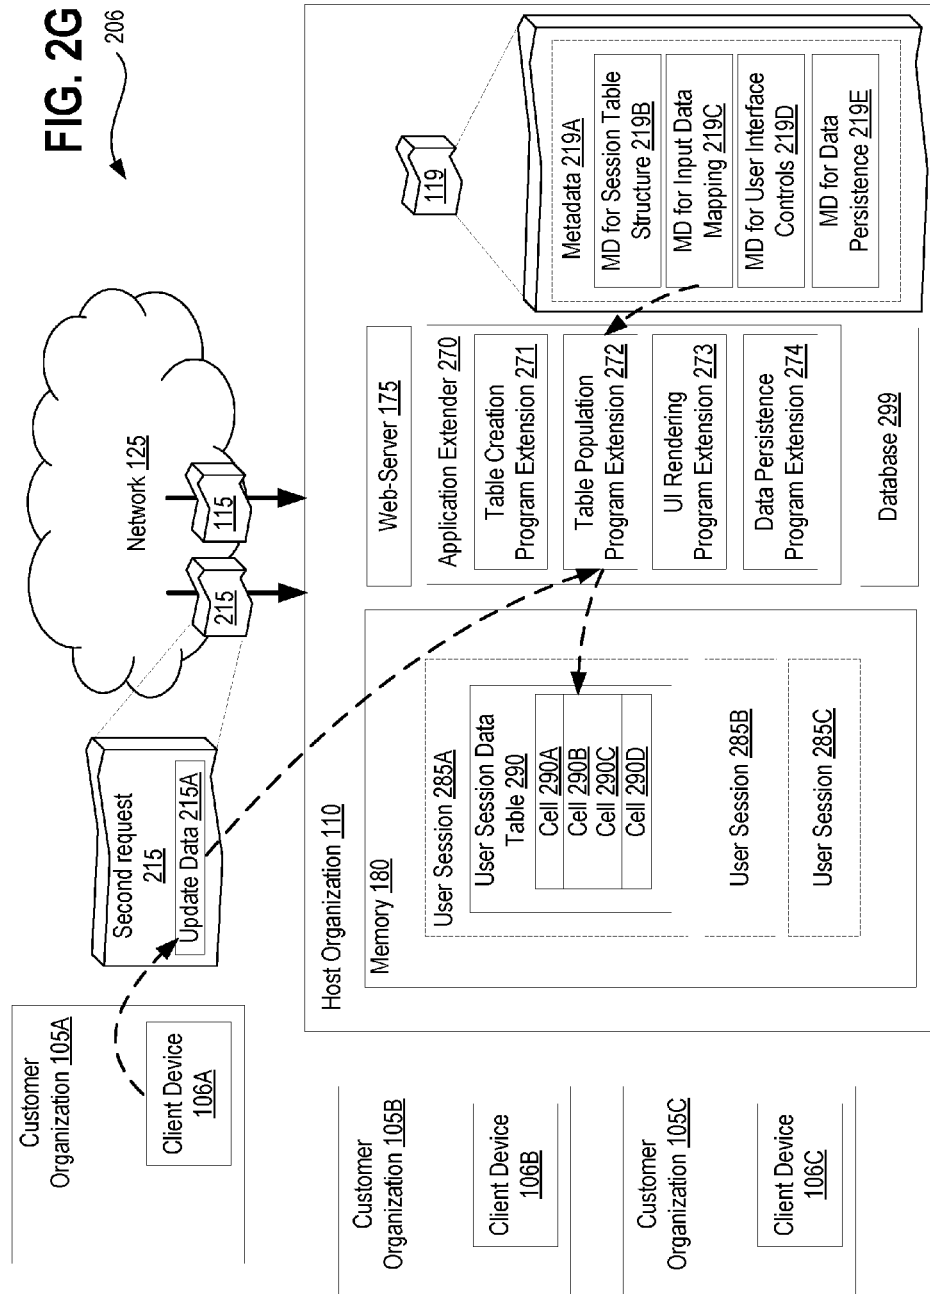 FIG. 2G
206
Customer
Organization 105A
Client Device
106A
Second request
215
Update Data 215A
Network 125
215
115
Customer
Organization 105B
Client Device
106B
Customer
Organization 105C
Client Device
106C
Host Organization 110
Memory 180
User Session 285A
User Session Data
Table 290
Cell 290A
Cell 290B
Cell 290C
Cell 290D
User Session 285B
User Session 285C
Web-Server 175
Application Extender 270
Table Creation
Program Extension 271
Table Population
Program Extension 272
UI Rendering
Program Extension 273
Data Persistence
Program Extension 274
Database 299
119
Metadata 219A
MD for Session Table
Structure 219B
MD for Input Data
Mapping 219C
MD for User Interface
Controls 219D
MD for Data
Persistence 219E